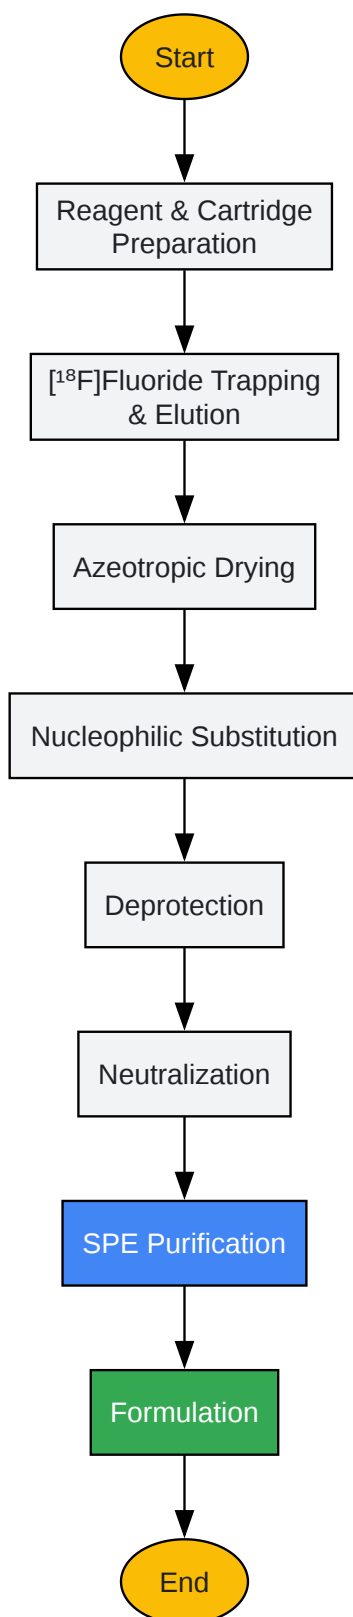 Start
Reagent & Cartridge
Preparation
[¹⁸F]Fluoride Trapping
& Elution
Azeotropic Drying
Nucleophilic Substitution
Deprotection
Neutralization
SPE Purification
Formulation
End